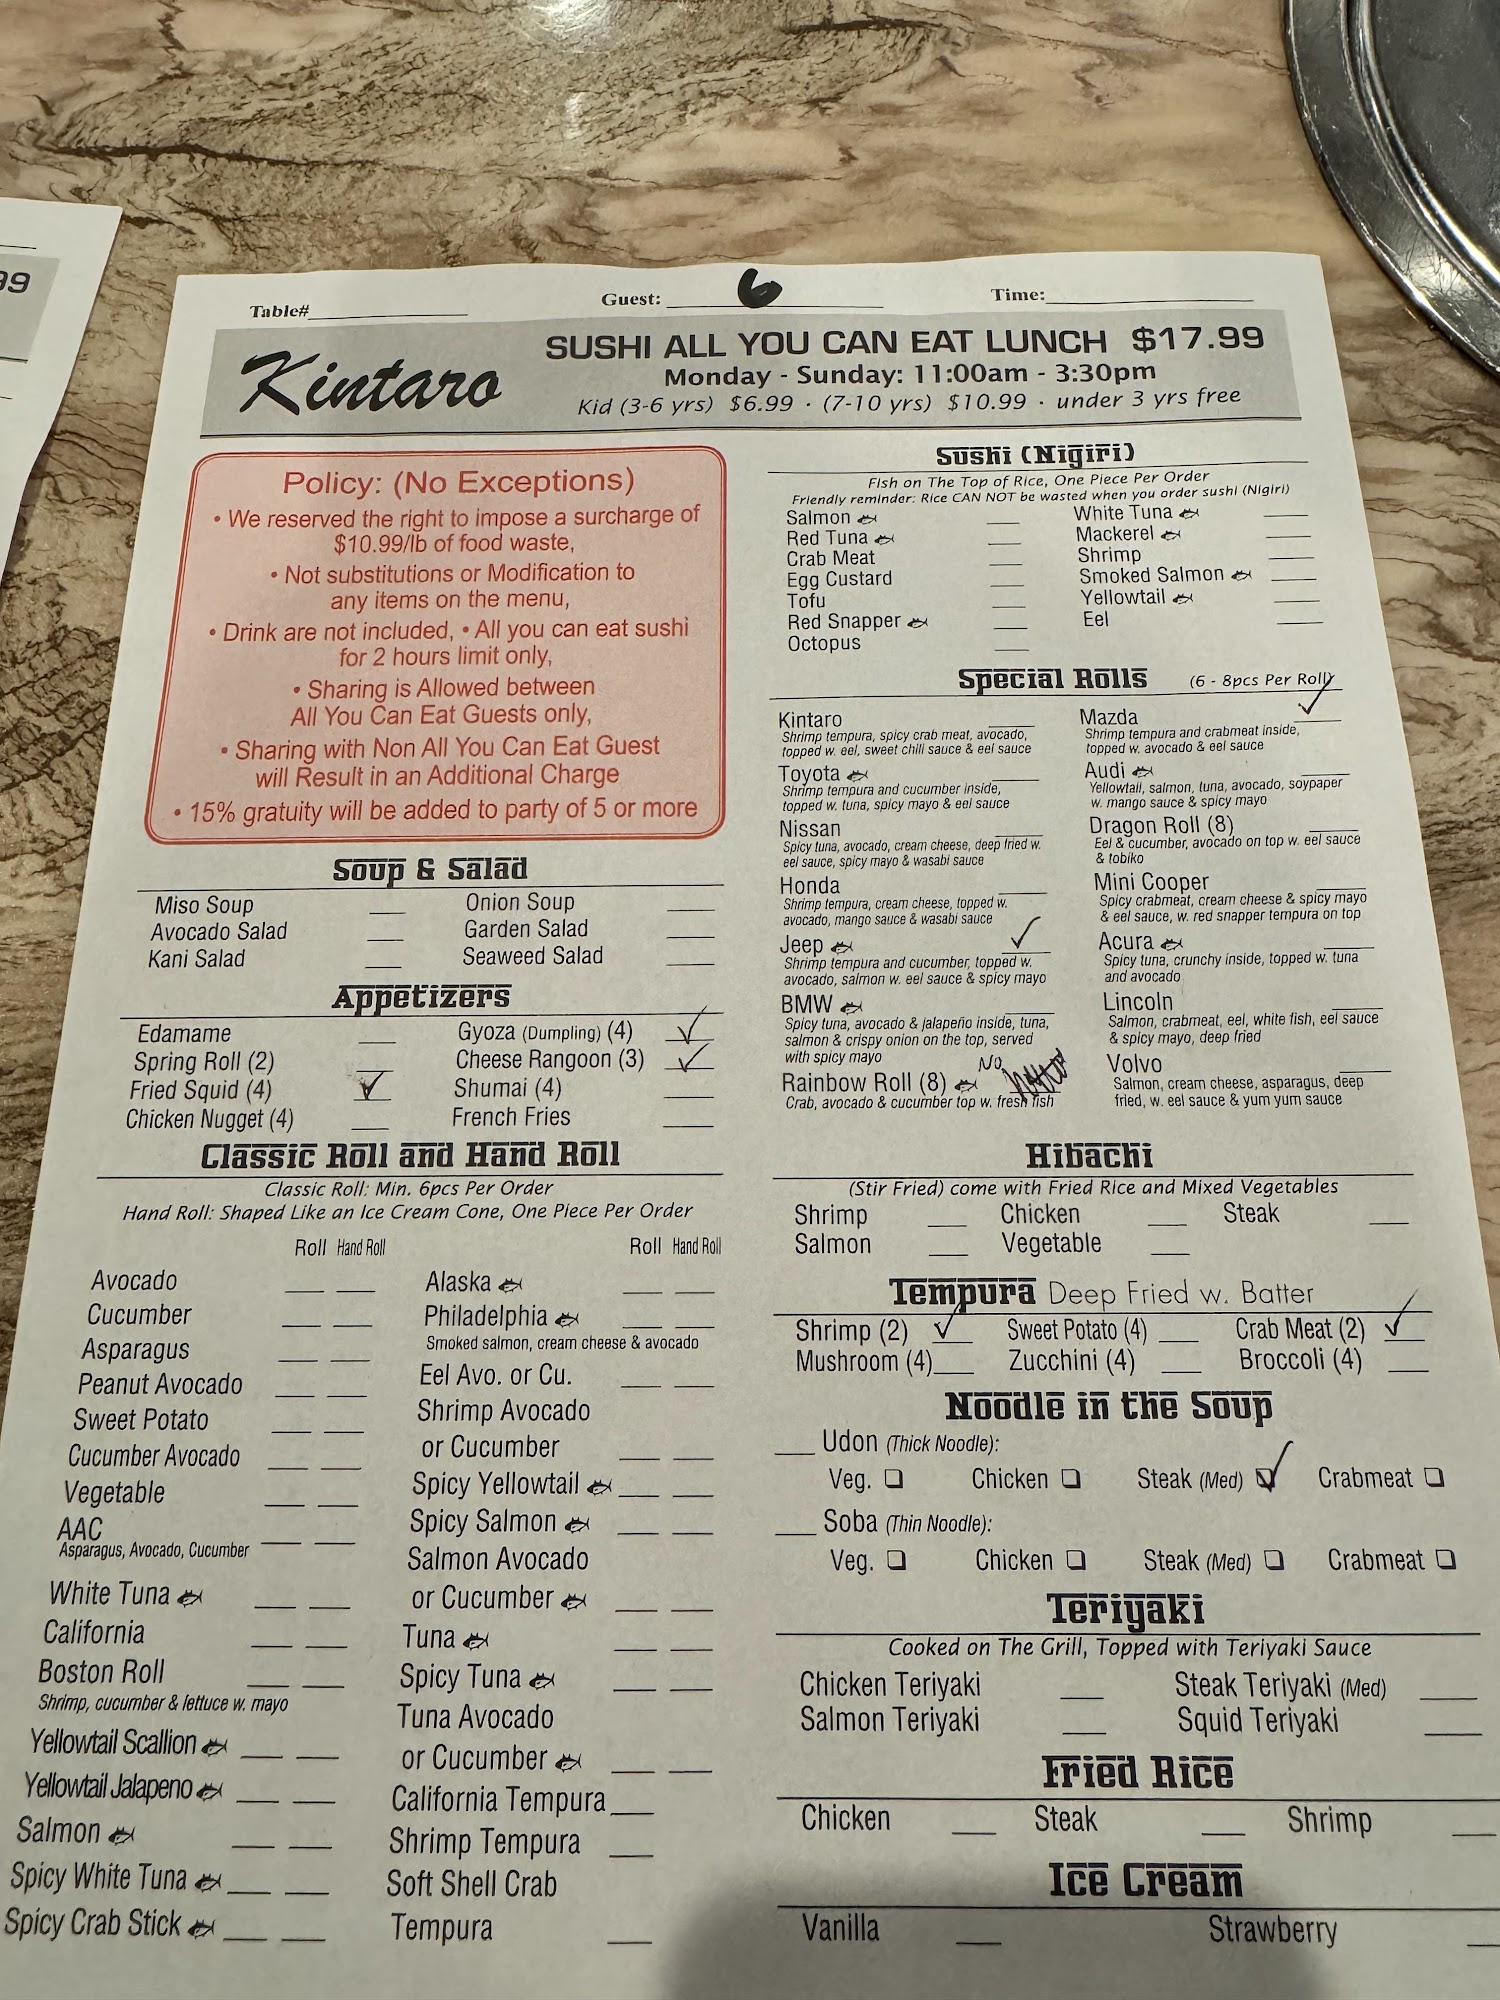 99
Table#
Guest: 6
Time:
Kintaro
SUSHI ALL YOU CAN EAT LUNCH $17.99
Monday - Sunday: 11:00am - 3:30pm
Kid (3-6 yrs) $6.99 · (7-10 yrs) $10.99 · under 3 yrs free
Policy: (No Exceptions)
• We reserved the right to impose a surcharge of
$10.99/lb of food waste,
• Not substitutions or Modification to
any items on the menu,
• Drink are not included, • All you can eat sushi
for 2 hours limit only,
• Sharing is Allowed between
All You Can Eat Guests only,
• Sharing with Non All You Can Eat Guest
will Result in an Additional Charge
• 15% gratuity will be added to party of 5 or more
Soup & Salad
Miso Soup Onion Soup
Avocado Salad Garden Salad
Kani Salad Seaweed Salad
Appetizers
Edamame Gyoza (Dumpling) (4) ✓
Spring Roll (2) Cheese Rangoon (3) ✓
Fried Squid (4) ✓ Shumai (4)
Chicken Nugget (4) French Fries
Classic Roll and Hand Roll
Classic Roll: Min. 6pcs Per Order
Hand Roll: Shaped Like an Ice Cream Cone, One Piece Per Order
Roll Hand Roll
Avocado
Cucumber
Asparagus
Peanut Avocado
Sweet Potato
Cucumber Avocado
Vegetable
AAC
Asparagus, Avocado, Cucumber
White Tuna
California
Boston Roll
Shrimp, cucumber & lettuce w. mayo
Yellowtail Scallion
Yellowtail Jalapeno
Salmon
Spicy White Tuna
Spicy Crab Stick
Roll Hand Roll
Alaska
Philadelphia
Smoked salmon, cream cheese & avocado
Eel Avo. or Cu.
Shrimp Avocado
or Cucumber
Spicy Yellowtail
Spicy Salmon
Salmon Avocado
or Cucumber
Tuna
Spicy Tuna
Tuna Avocado
or Cucumber
California Tempura
Shrimp Tempura
Soft Shell Crab
Tempura
Sushi (Nigiri)
Fish on The Top of Rice, One Piece Per Order
Friendly reminder: Rice CAN NOT be wasted when you order sushi (Nigiri)
Salmon White Tuna
Red Tuna Mackerel
Crab Meat Shrimp
Egg Custard Smoked Salmon
Tofu Yellowtail
Red Snapper Eel
Octopus
Special Rolls (6 - 8pcs Per Roll)
Kintaro
Shrimp tempura, spicy crab meat, avocado,
topped w. eel, sweet chili sauce & eel sauce
Toyota
Shrimp tempura and cucumber inside,
topped w. tuna, spicy mayo & eel sauce
Nissan
Spicy tuna, avocado, cream cheese, deep fried w.
eel sauce, spicy mayo & wasabi sauce
Honda
Shrimp tempura, cream cheese, topped w.
avocado, mango sauce & wasabi sauce
Jeep ✓
Shrimp tempura and cucumber, topped w.
avocado, salmon w. eel sauce & spicy mayo
BMW
Spicy tuna, avocado & jalapeño inside, tuna,
salmon & crispy onion on the top, served
with spicy mayo
NO
Rainbow Roll (8)
Crab, avocado & cucumber top w. fresh fish
Mazda ✓
Shrimp tempura and crabmeat inside,
topped w. avocado & eel sauce
Audi
Yellowtail, salmon, tuna, avocado, soypaper
w. mango sauce & spicy mayo
Dragon Roll (8)
Eel & cucumber, avocado on top w. eel sauce
& tobiko
Mini Cooper
Spicy crabmeat, cream cheese & spicy mayo
& eel sauce, w. red snapper tempura on top
Acura
Spicy tuna, crunchy inside, topped w. tuna
and avocado
Lincoln
Salmon, crabmeat, eel, white fish, eel sauce
& spicy mayo, deep fried
Volvo
Salmon, cream cheese, asparagus, deep
fried, w. eel sauce & yum yum sauce
Hibachi
(Stir Fried) come with Fried Rice and Mixed Vegetables
Shrimp Chicken Steak
Salmon Vegetable
Tempura Deep Fried w. Batter
Shrimp (2) ✓ Sweet Potato (4) Crab Meat (2) ✓
Mushroom (4) Zucchini (4) Broccoli (4)
Noodle in the Soup
Udon (Thick Noodle):
Veg. ❑ Chicken ❑ Steak (Med) ✓ Crabmeat ❑
Soba (Thin Noodle):
Veg. ❑ Chicken ❑ Steak (Med) ❑ Crabmeat ❑
Teriyaki
Cooked on The Grill, Topped with Teriyaki Sauce
Chicken Teriyaki Steak Teriyaki (Med)
Salmon Teriyaki Squid Teriyaki
Fried Rice
Chicken Steak Shrimp
Ice Cream
Vanilla Strawberry